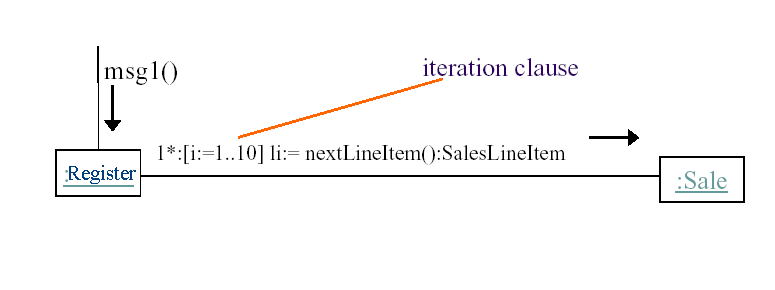 iteration clause
msg1()
1*:[i:=1..10] li:= nextLineItem():SalesLineItem
:Register
:Sale